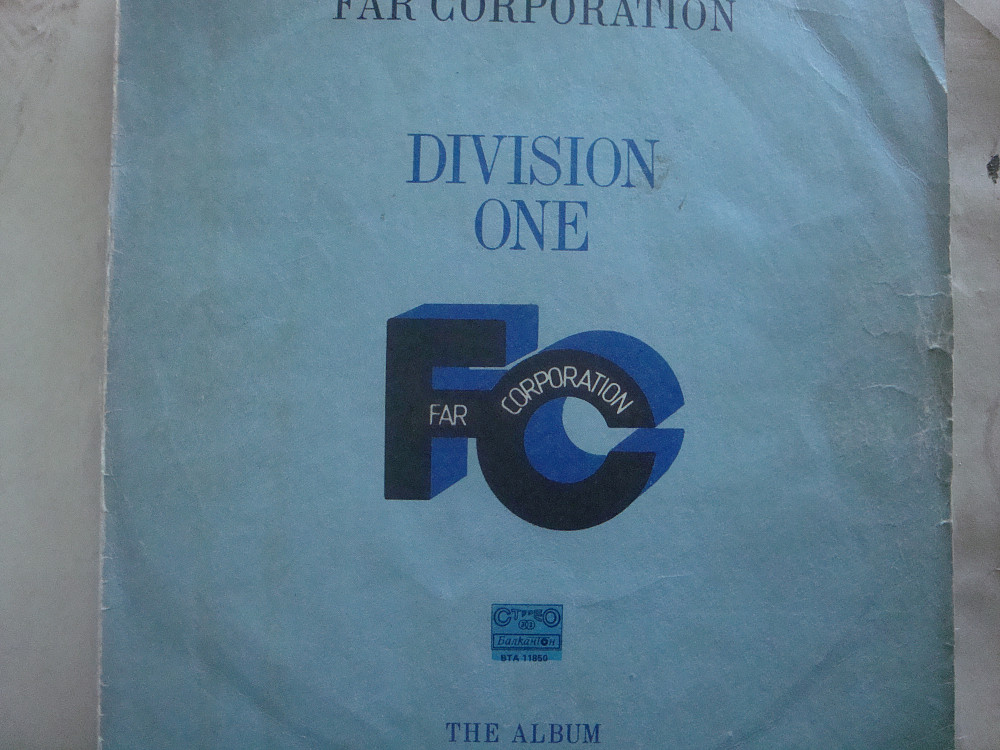 FAR CORPORATION
DIVISION
ONE
FAR CORPORATION
СТЕРЕО
Балкантон
ВТА 11850
THE ALBUM